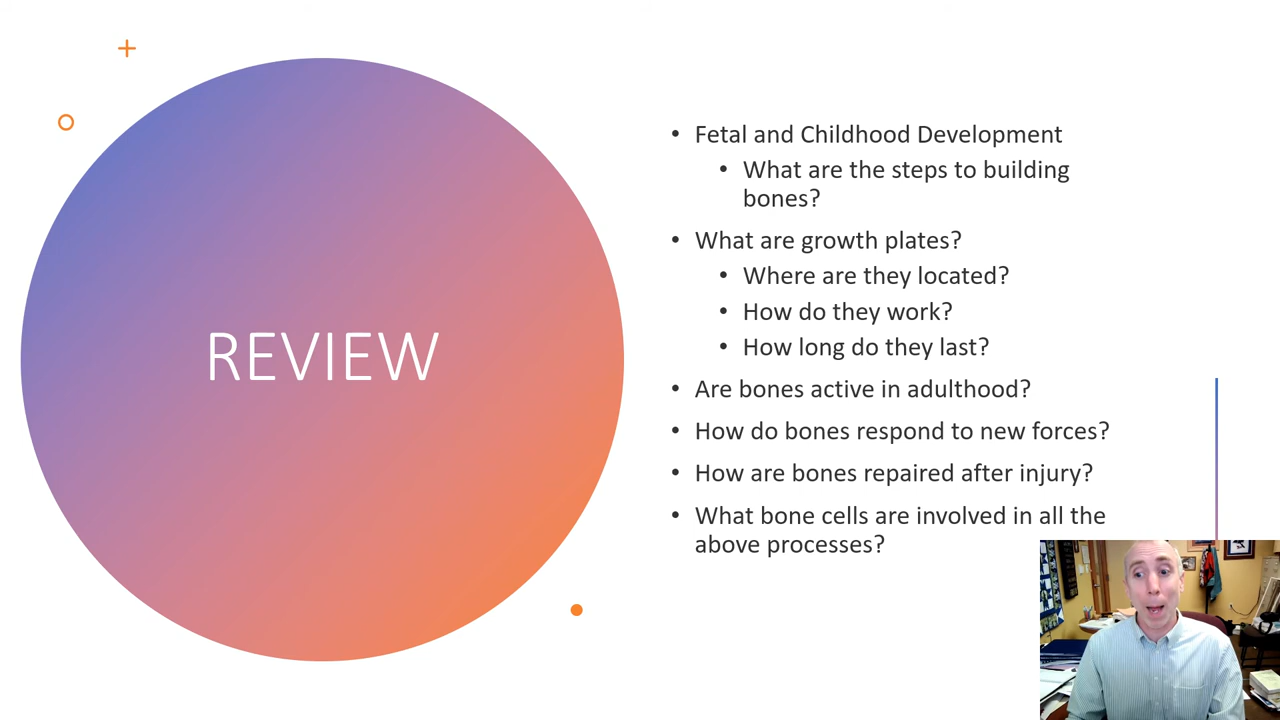 REVIEW
• Fetal and Childhood Development
• What are the steps to building
bones?
• What are growth plates?
• Where are they located?
• How do they work?
• How long do they last?
• Are bones active in adulthood?
• How do bones respond to new forces?
• How are bones repaired after injury?
• What bone cells are involved in all the
above processes?